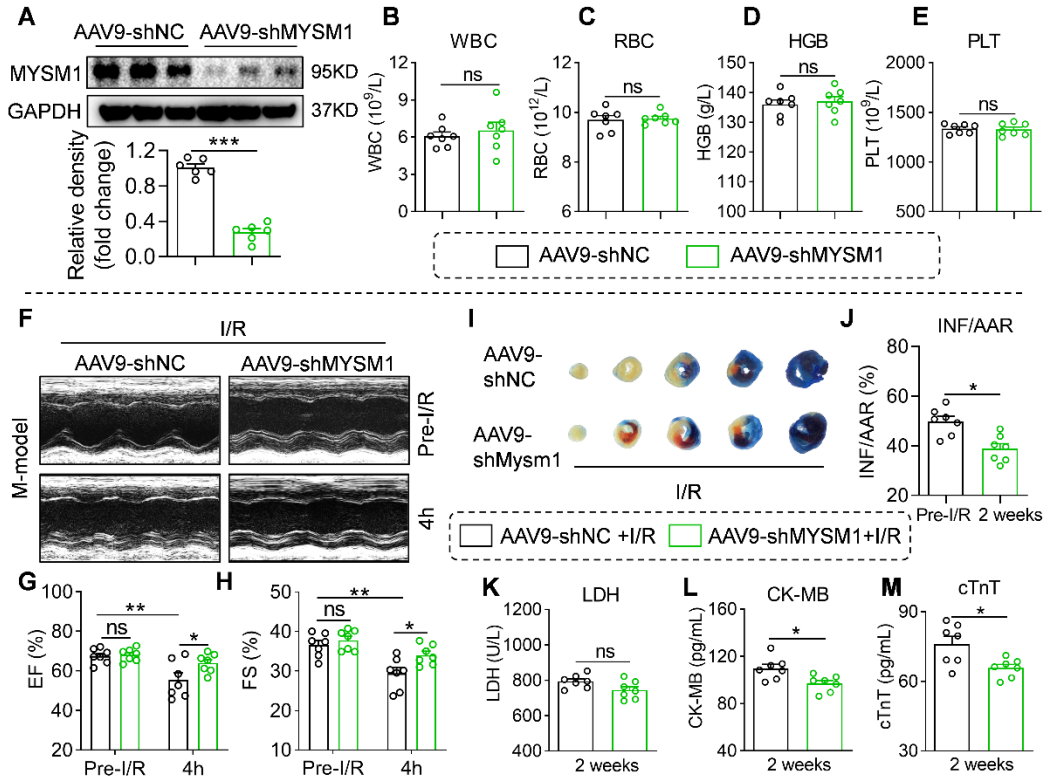 A
AAV9-shNC AAV9-shMYSM1
MYSM1 95KD
GAPDH 37KD
Relative density
(fold change)
1.2
0.8
0.4
0.0
***
B
WBC
WBC (10⁹/L)
12
9
6
3
0
ns
C
RBC
RBC (10¹²/L)
12
10
8
6
ns
D
HGB
HGB (g/L)
150
140
130
120
110
100
ns
E
PLT
PLT (10⁹/L)
2000
1500
1000
500
ns
AAV9-shNC AAV9-shMYSM1
F
I/R
AAV9-shNC AAV9-shMYSM1
M-model
Pre-I/R
4h
I
AAV9-
shNC
AAV9-
shMysm1
I/R
J
INF/AAR
INF/AAR (%)
80
60
40
20
*
Pre-I/R 2 weeks
AAV9-shNC +I/R AAV9-shMYSM1+I/R
G
EF (%)
100
80
60
40
20
**
ns
*
Pre-I/R 4h
H
FS (%)
50
40
30
20
10
**
ns
*
Pre-I/R 4h
K
LDH
LDH (U/L)
1000
800
600
400
ns
2 weeks
L
CK-MB
CK-MB (pg/mL)
200
150
100
50
0
*
2 weeks
M
cTnT
cTnT (pg/mL)
90
60
30
*
2 weeks